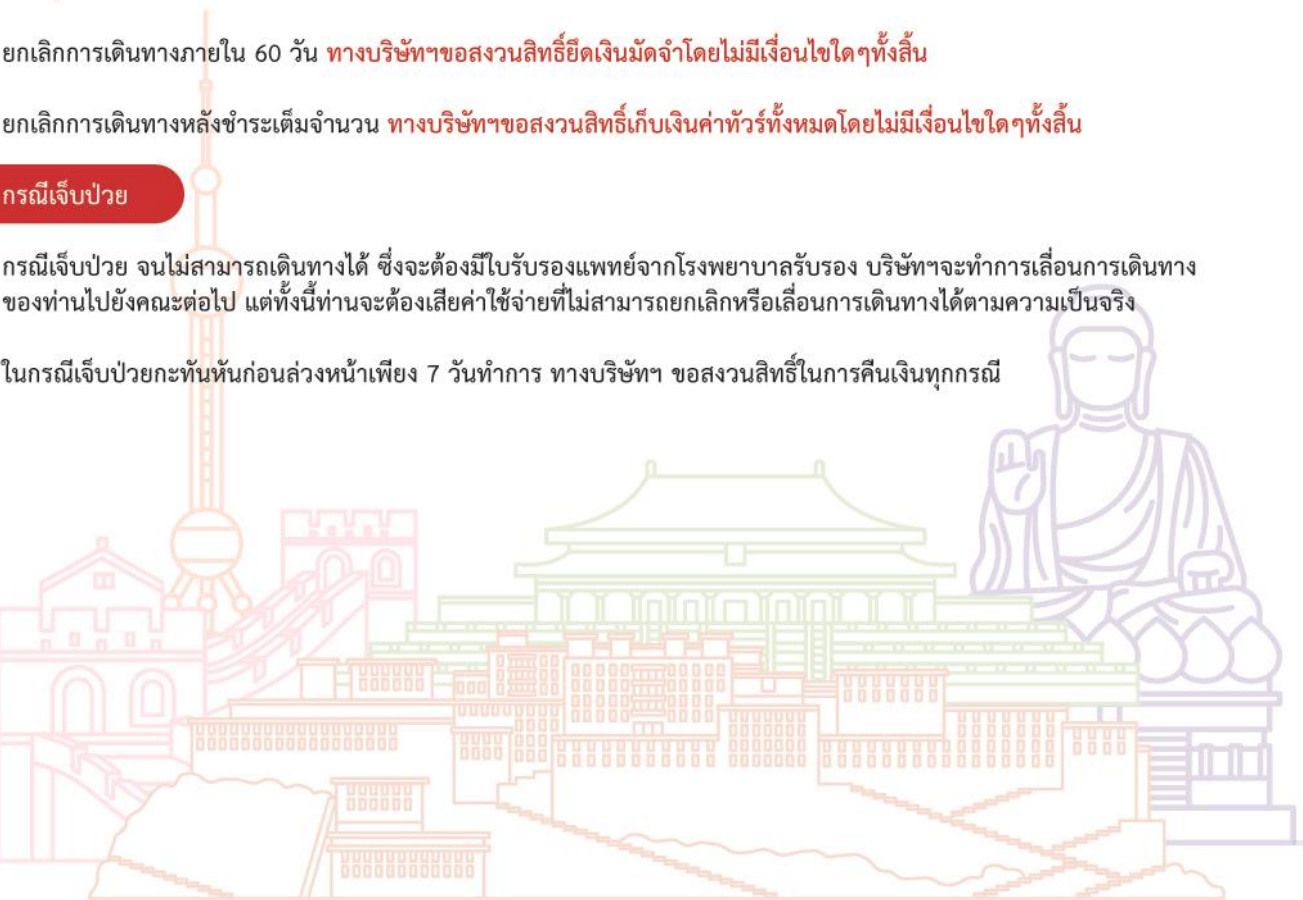 ยกเลิกการเดินทางภายใน 60 วัน ทางบริษัทฯขอสงวนสิทธิ์ยึดเงินมัดจำโดยไม่มีเงื่อนไขใดๆทั้งสิ้น
ยกเลิกการเดินทางหลังชำระเต็มจำนวน ทางบริษัทฯขอสงวนสิทธิ์เก็บเงินค่าทัวร์ทั้งหมดโดยไม่มีเงื่อนไขใดๆทั้งสิ้น
กรณีเจ็บป่วย
กรณีเจ็บป่วย จนไม่สามารถเดินทางได้ ซึ่งจะต้องมีใบรับรองแพทย์จากโรงพยาบาลรับรอง บริษัทฯจะทำการเลื่อนการเดินทาง
ของท่านไปยังคณะต่อไป แต่ทั้งนี้ท่านจะต้องเสียค่าใช้จ่ายที่ไม่สามารถยกเลิกหรือเลื่อนการเดินทางได้ตามความเป็นจริง
ในกรณีเจ็บป่วยกะทันหันก่อนล่วงหน้าเพียง 7 วันทำการ ทางบริษัทฯ ขอสงวนสิทธิ์ในการคืนเงินทุกกรณี